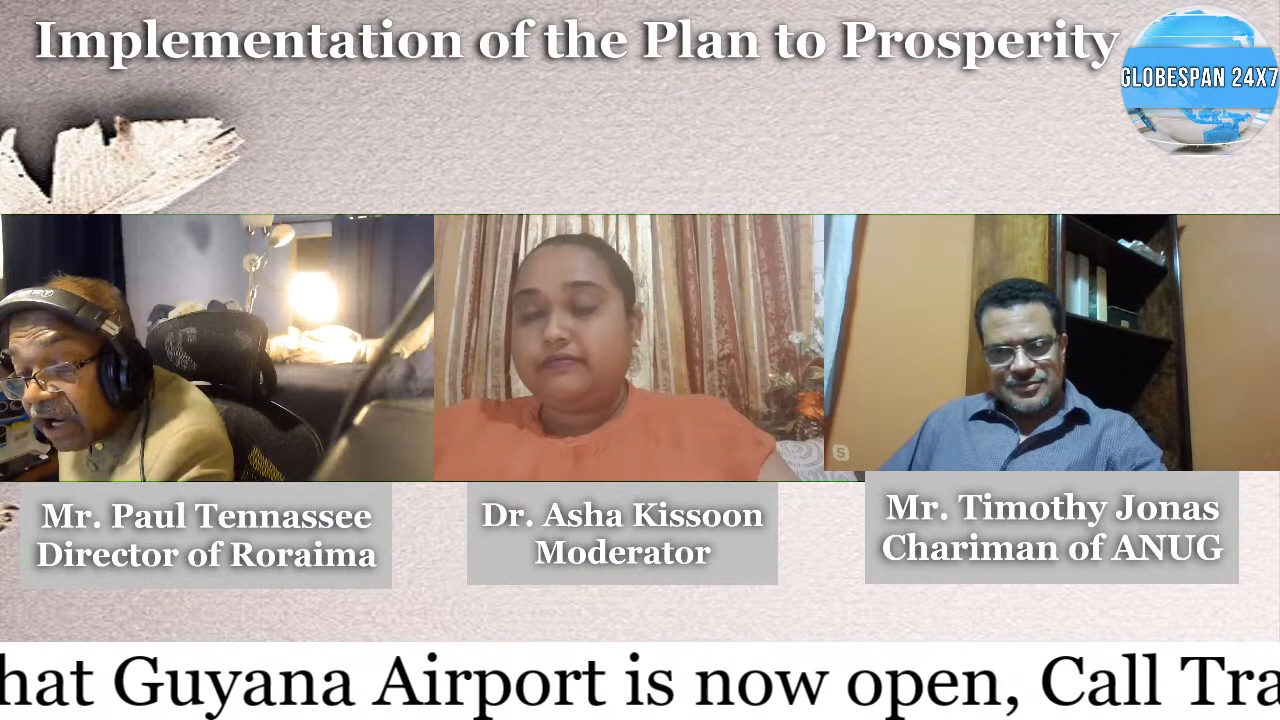 Implementation of the Plan to Prosperity
GLOBESPAN 24X7
Mr. Paul Tennassee
Director of Roraima
Dr. Asha Kissoon
Moderator
Mr. Timothy Jonas
Chariman of ANUG
hat Guyana Airport is now open, Call Tra